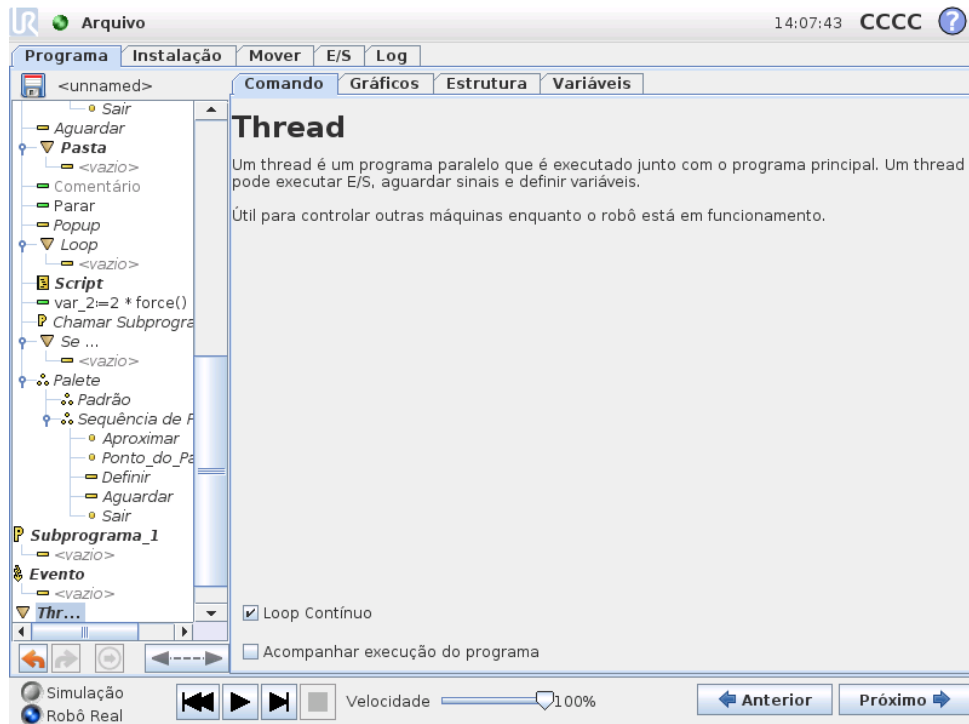 UR Arquivo 14:07:43 CCCC ?
Programa Instalação Mover E/S Log
<unnamed>
Comando Gráficos Estrutura Variáveis
Sair
Aguardar
Pasta
<vazio>
Comentário
Parar
Popup
Loop
<vazio>
Script
var_2:=2 * force()
Chamar Subprogra
Se ...
<vazio>
Palete
Padrão
Sequência de P
Aproximar
Ponto_do_Pa
Definir
Aguardar
Sair
Subprograma_1
<vazio>
Evento
<vazio>
Thr...
Thread
Um thread é um programa paralelo que é executado junto com o programa principal. Um thread
pode executar E/S, aguardar sinais e definir variáveis.
Útil para controlar outras máquinas enquanto o robô está em funcionamento.
Loop Contínuo
Acompanhar execução do programa
Simulação
Robô Real
Velocidade 100%
Anterior Próximo